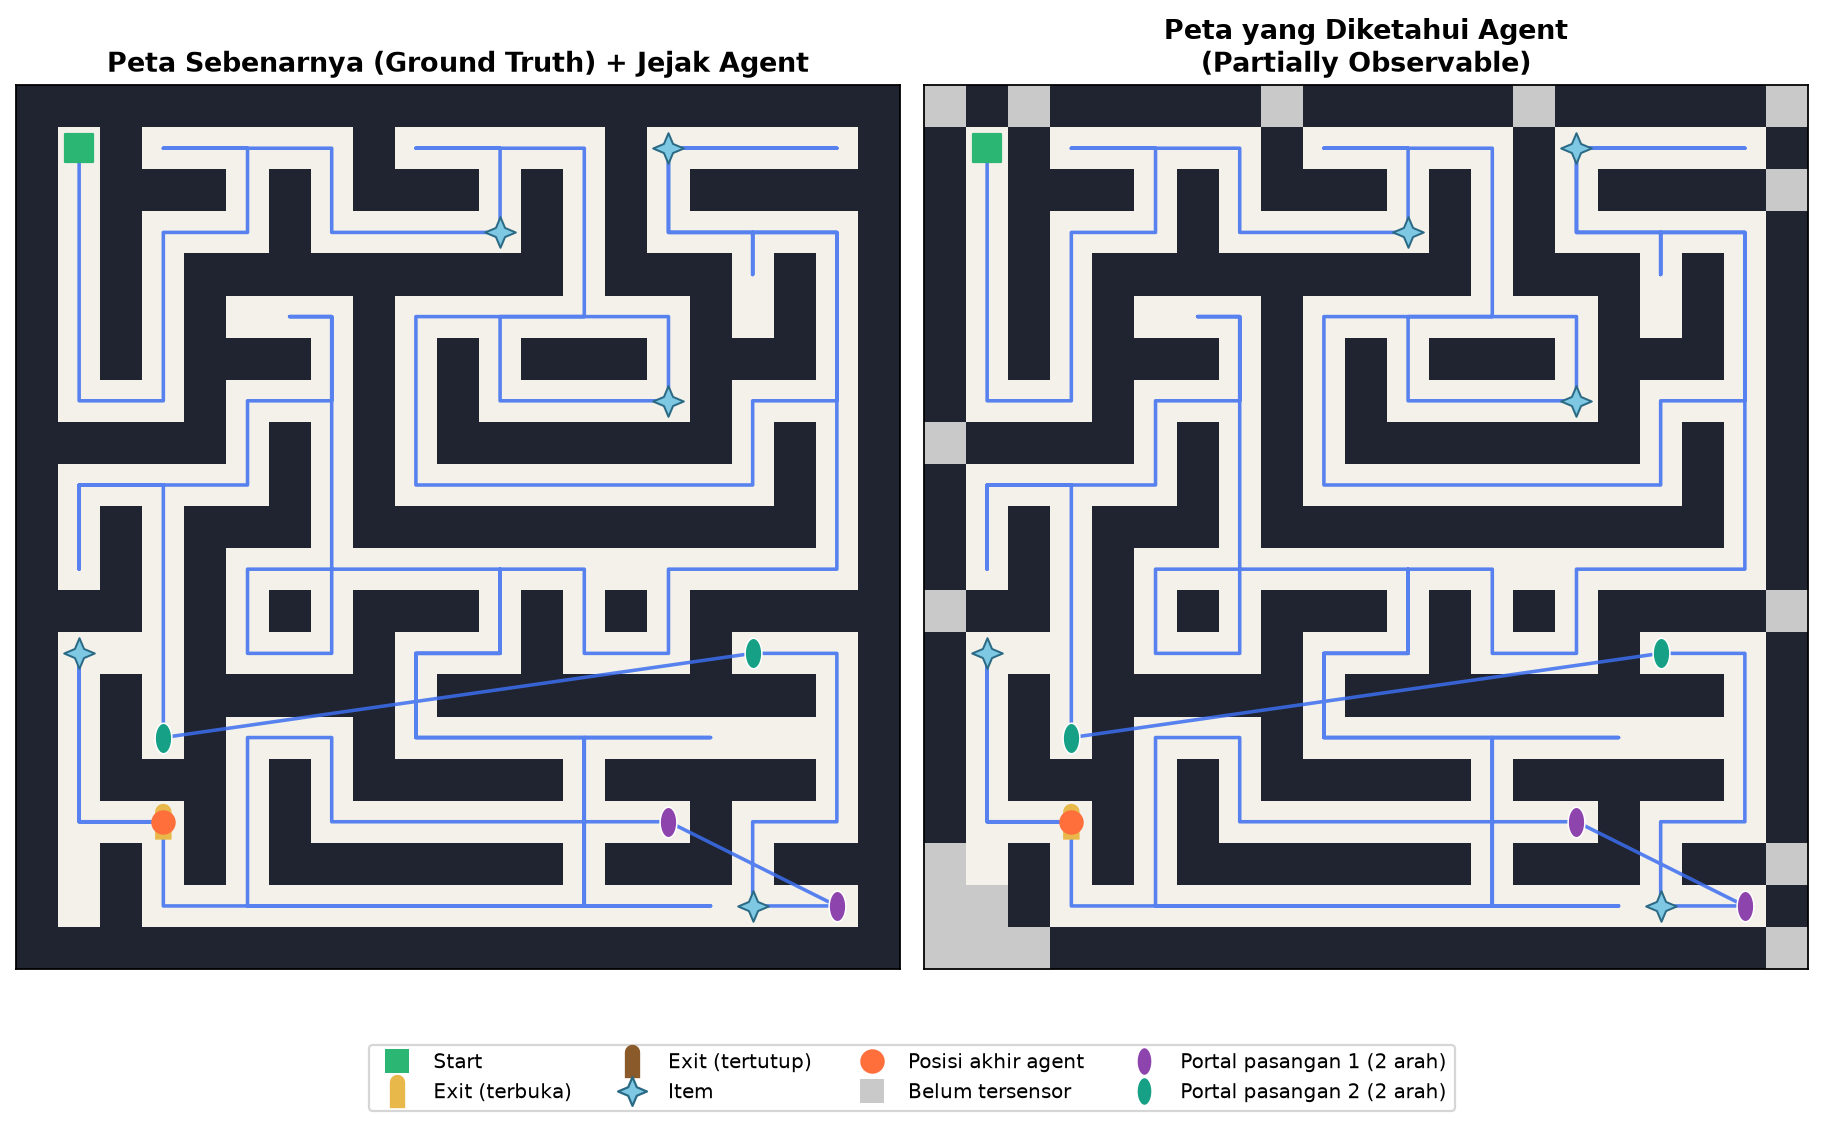 Peta Sebenarnya (Ground Truth) + Jejak Agent
Peta yang Diketahui Agent
(Partially Observable)
Start
Exit (terbuka)
Exit (tertutup)
Item
Posisi akhir agent
Belum tersensor
Portal pasangan 1 (2 arah)
Portal pasangan 2 (2 arah)